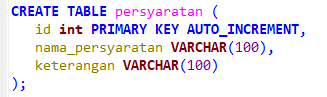 CREATE TABLE persyaratan (
id int PRIMARY KEY AUTO_INCREMENT,
nama_persyaratan VARCHAR(100),
keterangan VARCHAR(100)
);